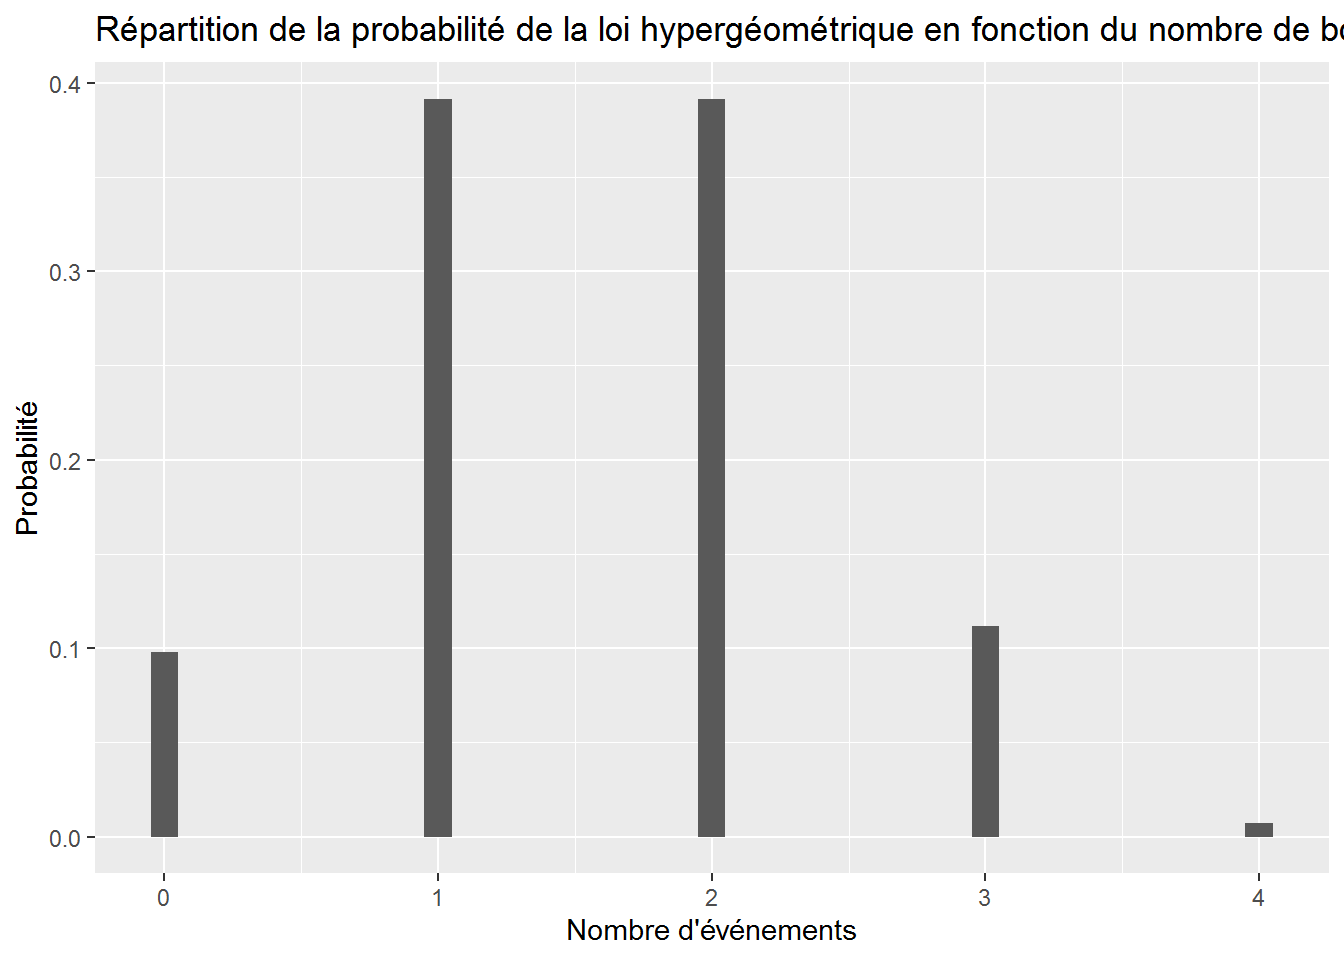 Répartition de la probabilité de la loi hypergéométrique en fonction du nombre de
0.4
0.3
0.2
0.1
0.0
Probabilité
0 1 2 3 4
Nombre d'événements